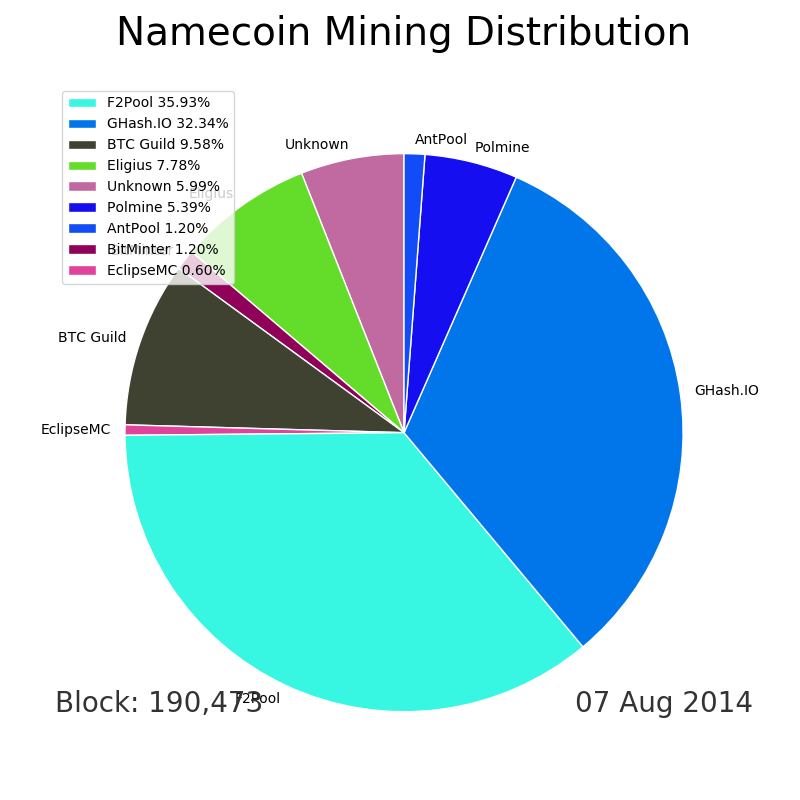 Namecoin Mining Distribution
F2Pool 35.93%
GHash.IO 32.34%
BTC Guild 9.58%
Eligius 7.78%
Unknown 5.99%
Polmine 5.39%
AntPool 1.20%
BitMinter 1.20%
EclipseMC 0.60%
Unknown
AntPool
Polmine
Eligius
BTC Guild
GHash.IO
EclipseMC
F2Pool
Block: 190,473
07 Aug 2014